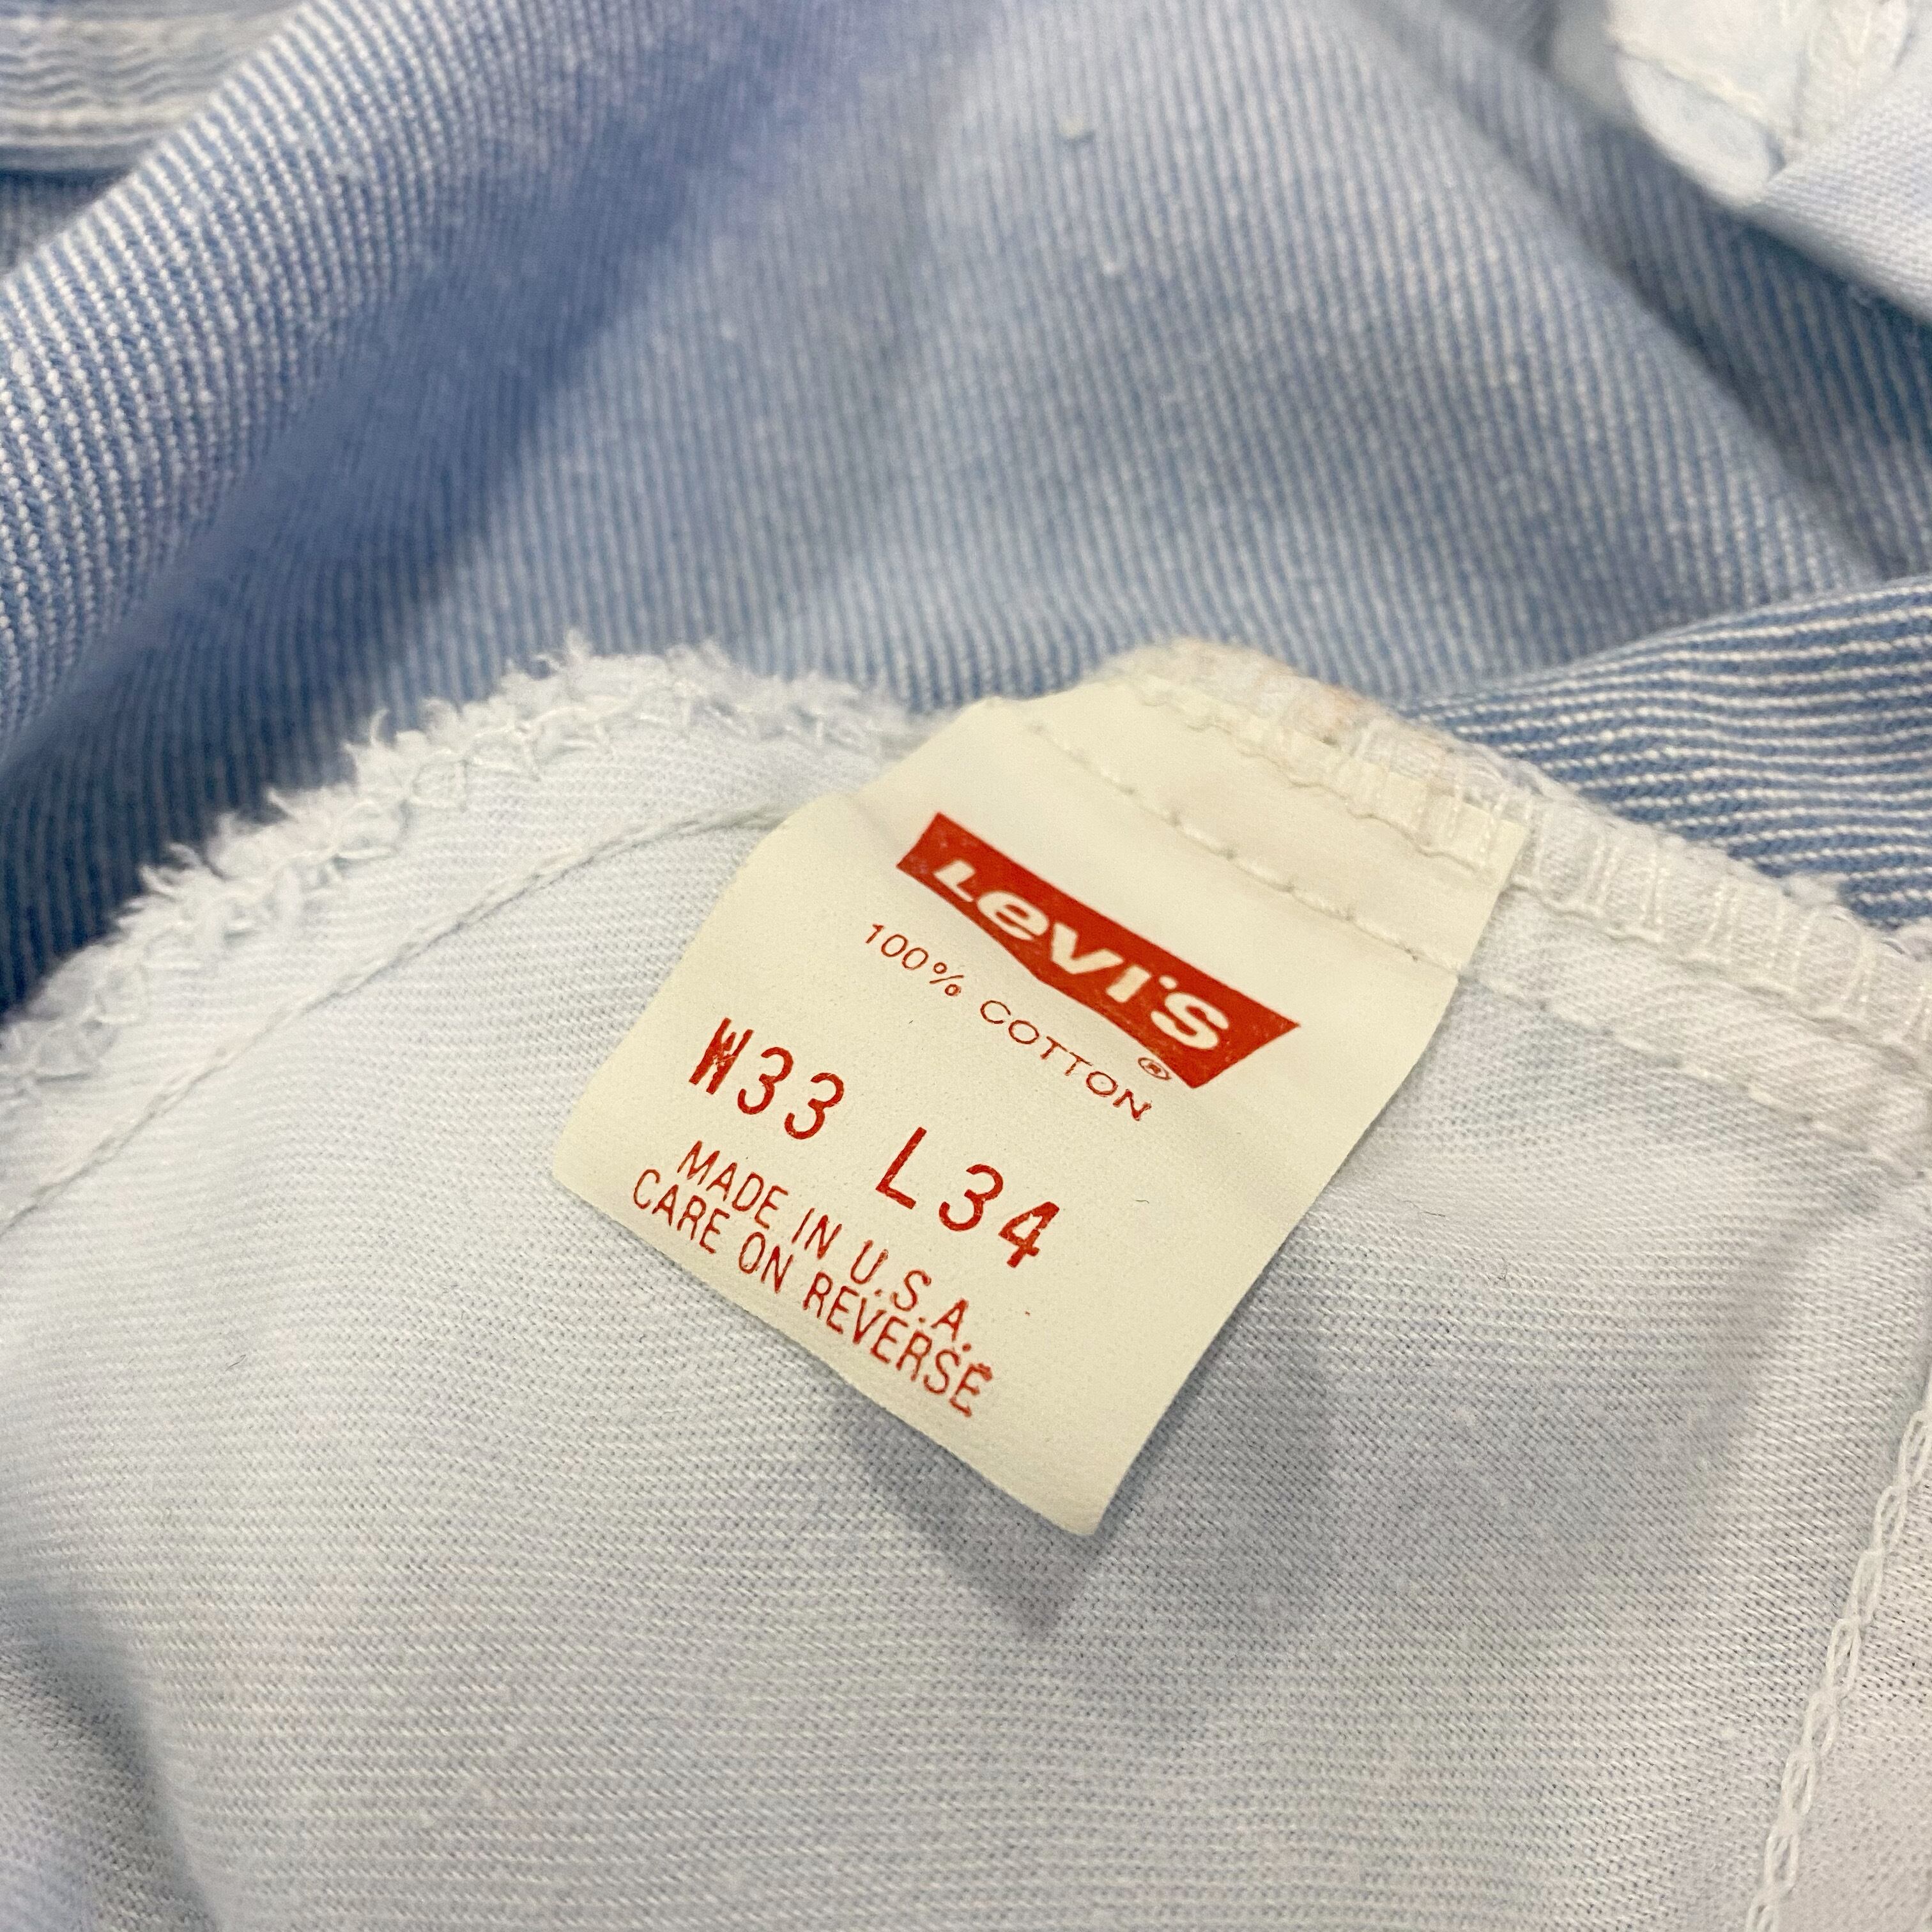 Levi's
®
100% COTTON
W33 L34
MADE IN U.S.A.
CARE ON REVERSE